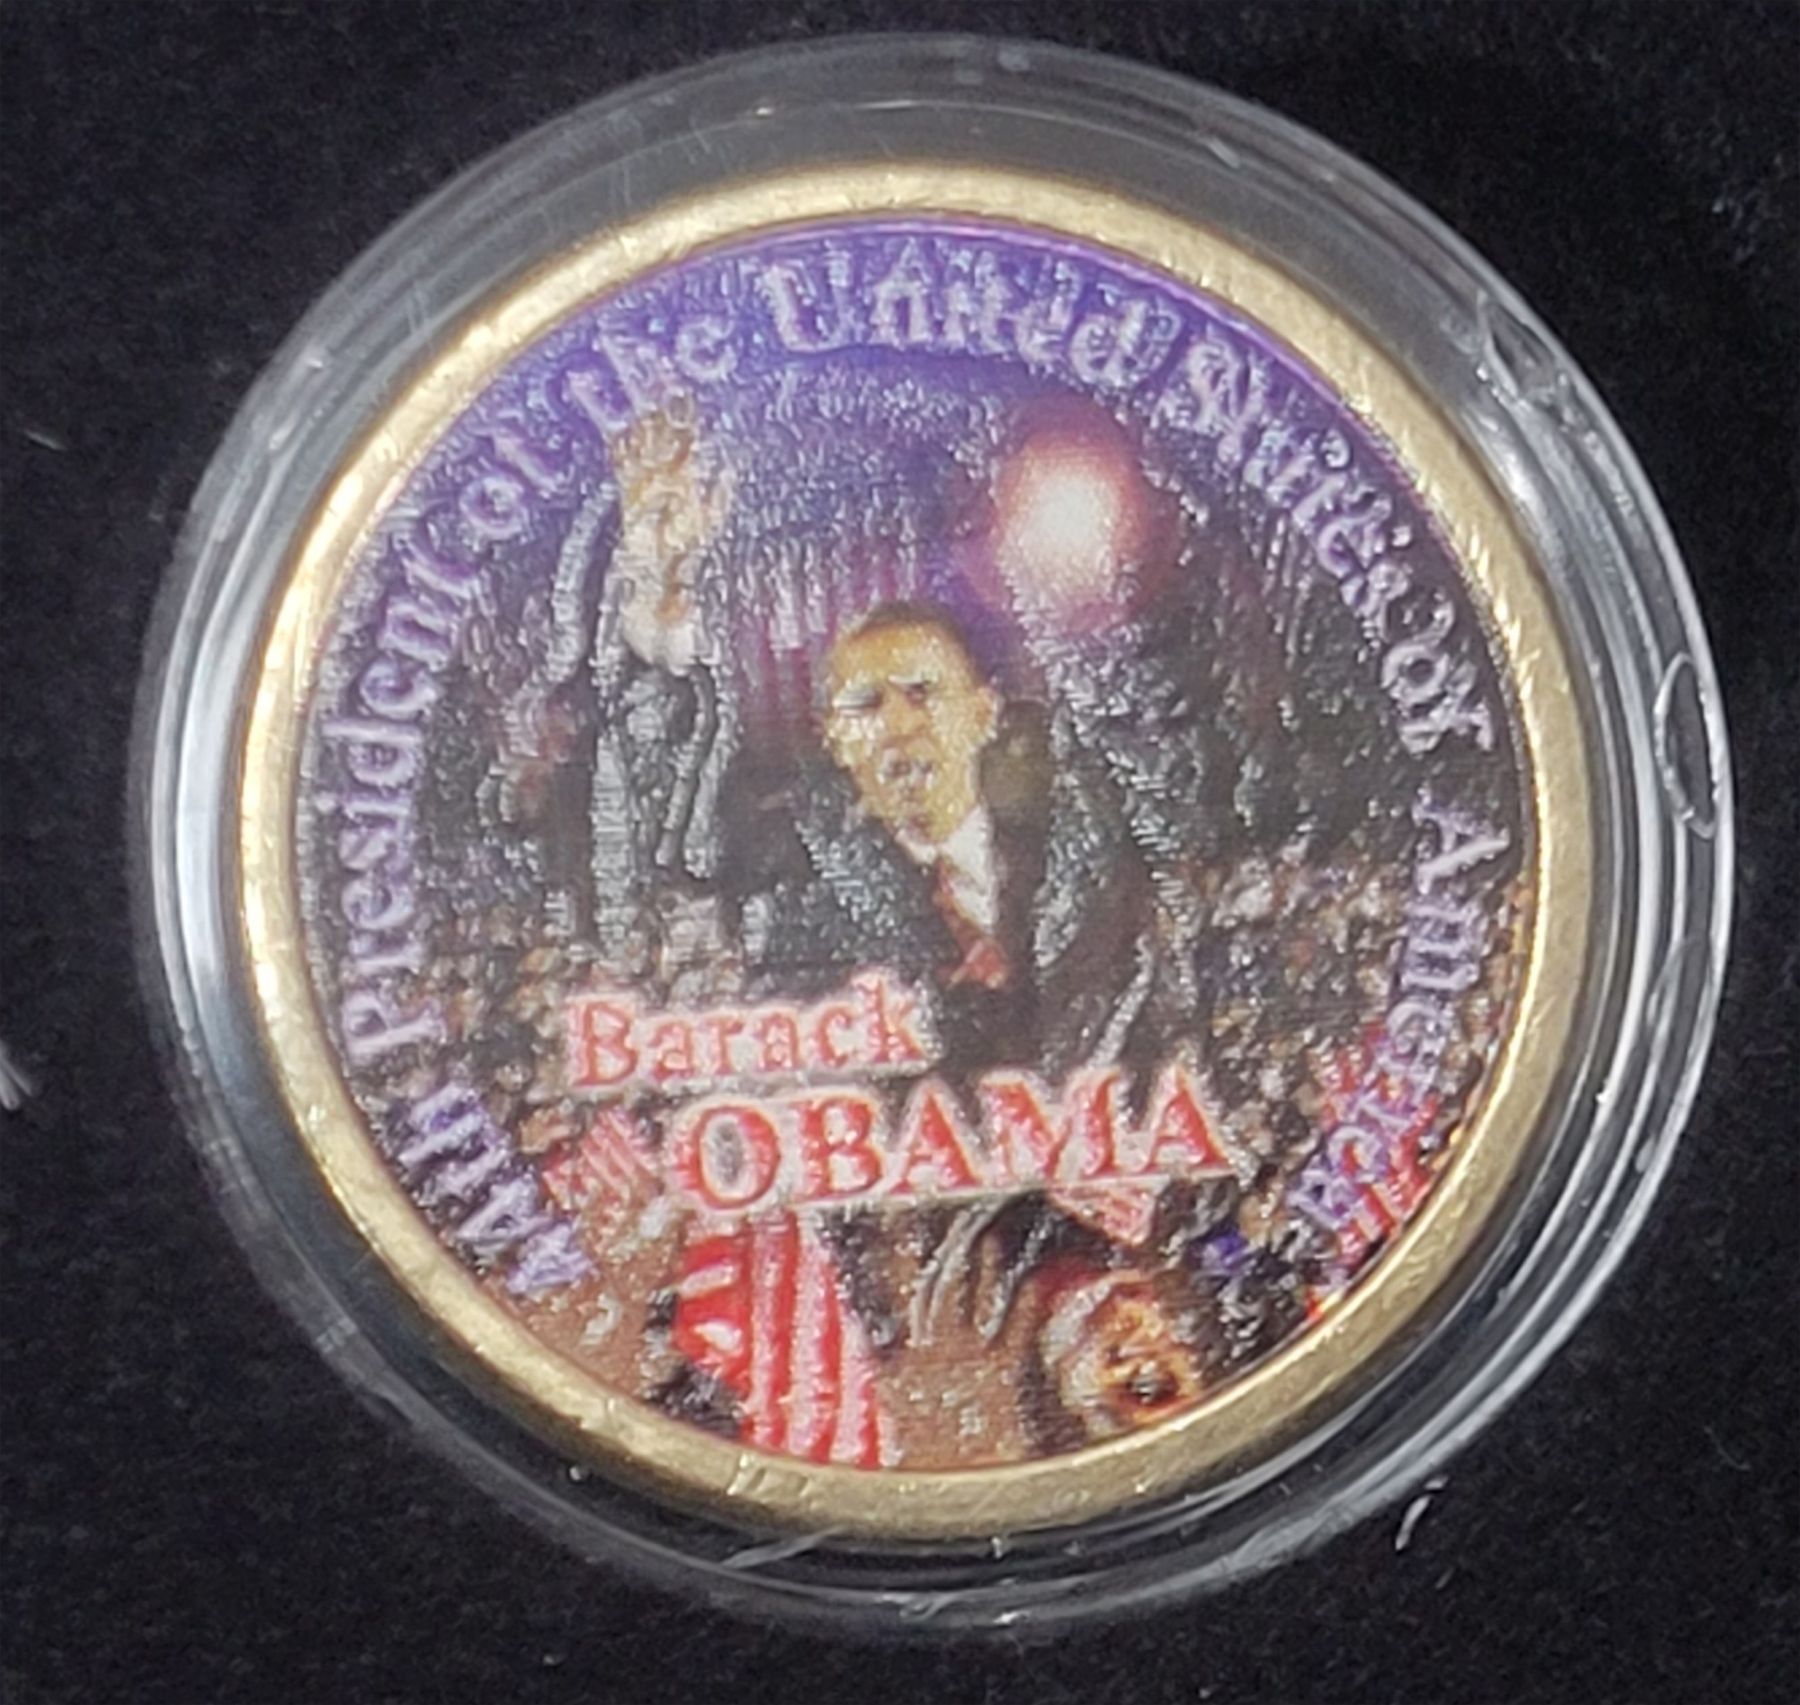 44th President of the United States of America
Barack
OBAMA